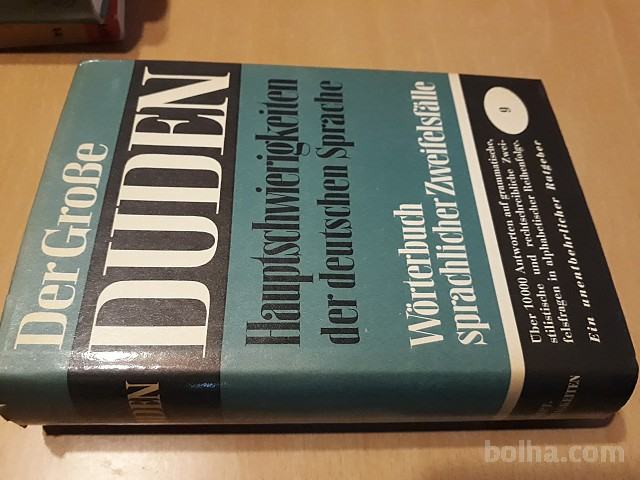 Der Große
DUDEN
Hauptschwierigkeiten
der deutschen Sprache
Wörterbuch
sprachlicher Zweifelsfälle
9
Über 10000 Antworten auf grammatische,
stilistische und rechtschreibliche Zwei-
felsfragen in alphabetischer Reihenfolge.
Ein unentbehrlicher Ratgeber
bolha.com